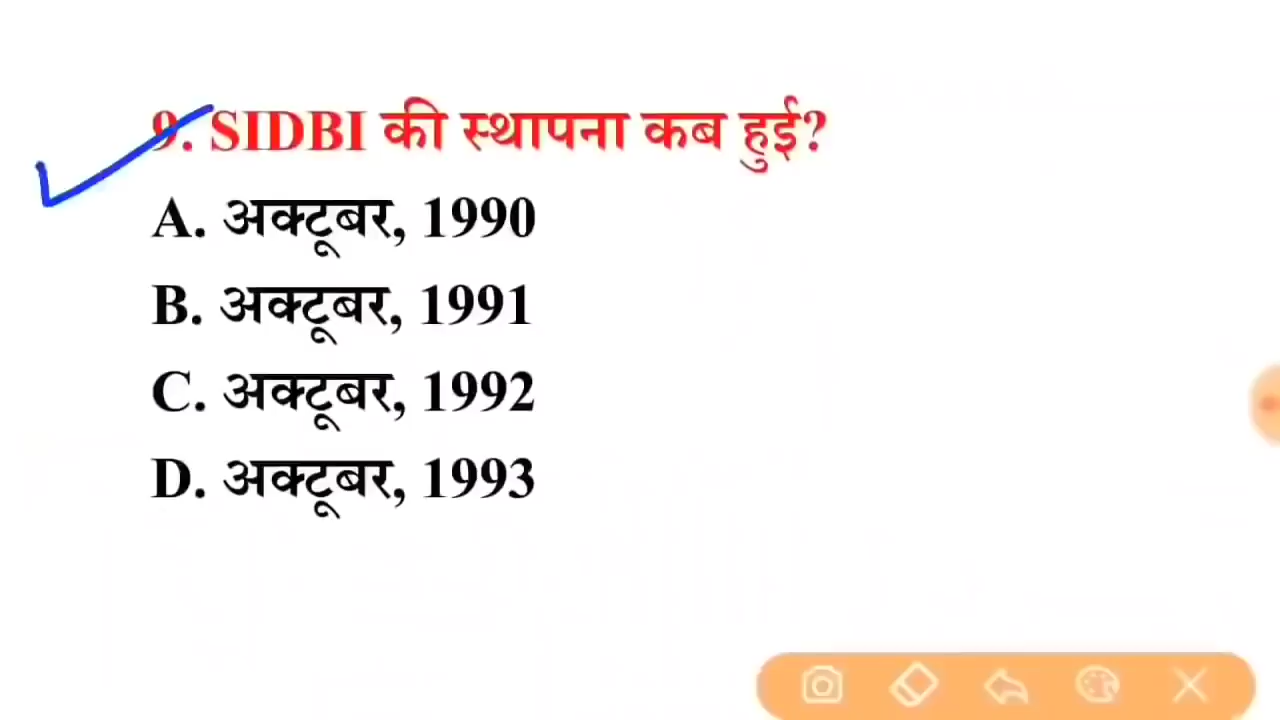 9. SIDBI की स्थापना कब हुई?
A. अक्टूबर, 1990
B. अक्टूबर, 1991
C. अक्टूबर, 1992
D. अक्टूबर, 1993